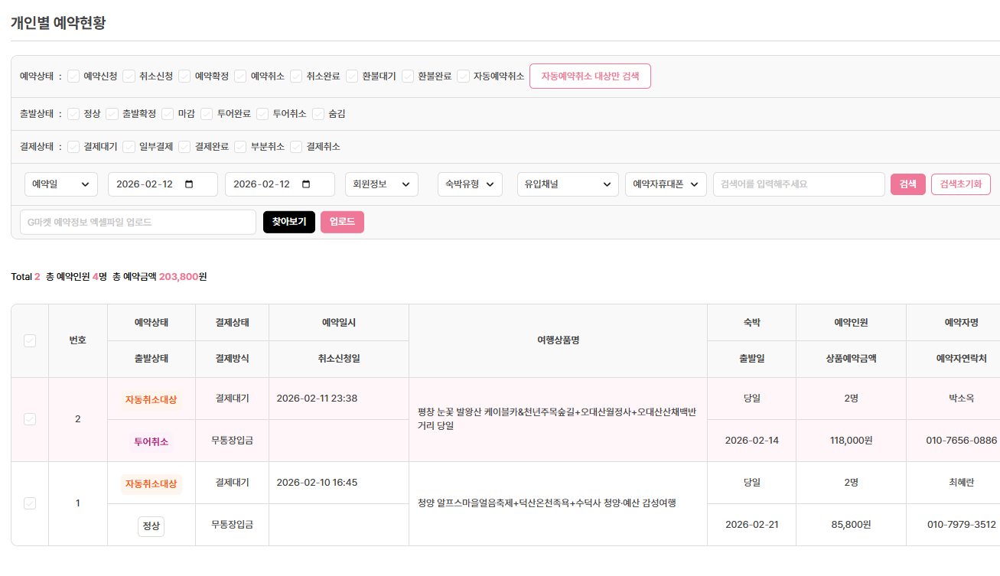 개인별 예약현황
예약상태 : 예약신청 취소신청 예약확정 예약취소 취소완료 환불대기 환불완료 자동예약취소 자동예약취소 대상만 검색
출발상태 : 정상 출발확정 마감 투어완료 투어취소 숨김
결제상태 : 결제대기 일부결제 결제완료 부분취소 결제취소
예약일 2026-02-12 2026-02-12 회원정보 숙박유형 유입채널 예약자휴대폰 검색어를 입력해주세요 검색 검색초기화
G마켓 예약정보 엑셀파일 업로드 찾아보기 업로드
Total 2 총 예약인원 4명 총 예약금액 203,800원
번호 예약상태 결제상태 예약일시 여행상품명 숙박 예약인원 예약자명
출발상태 결제방식 취소신청일 출발일 상품예약금액 예약자연락처
2 자동취소대상 결제대기 2026-02-11 23:38 당일 2명 박소옥
평창 눈꽃 발왕산 케이블카&천년주목숲길+오대산월정사+오대산산채백반
거리 당일
투어취소 무통장입금 2026-02-14 118,000원 010-7656-0886
1 자동취소대상 결제대기 2026-02-10 16:45 당일 2명 최혜란
청양 알프스마을얼음축제+덕산온천족욕+수덕사 청양·예산 감성여행
정상 무통장입금 2026-02-21 85,800원 010-7979-3512